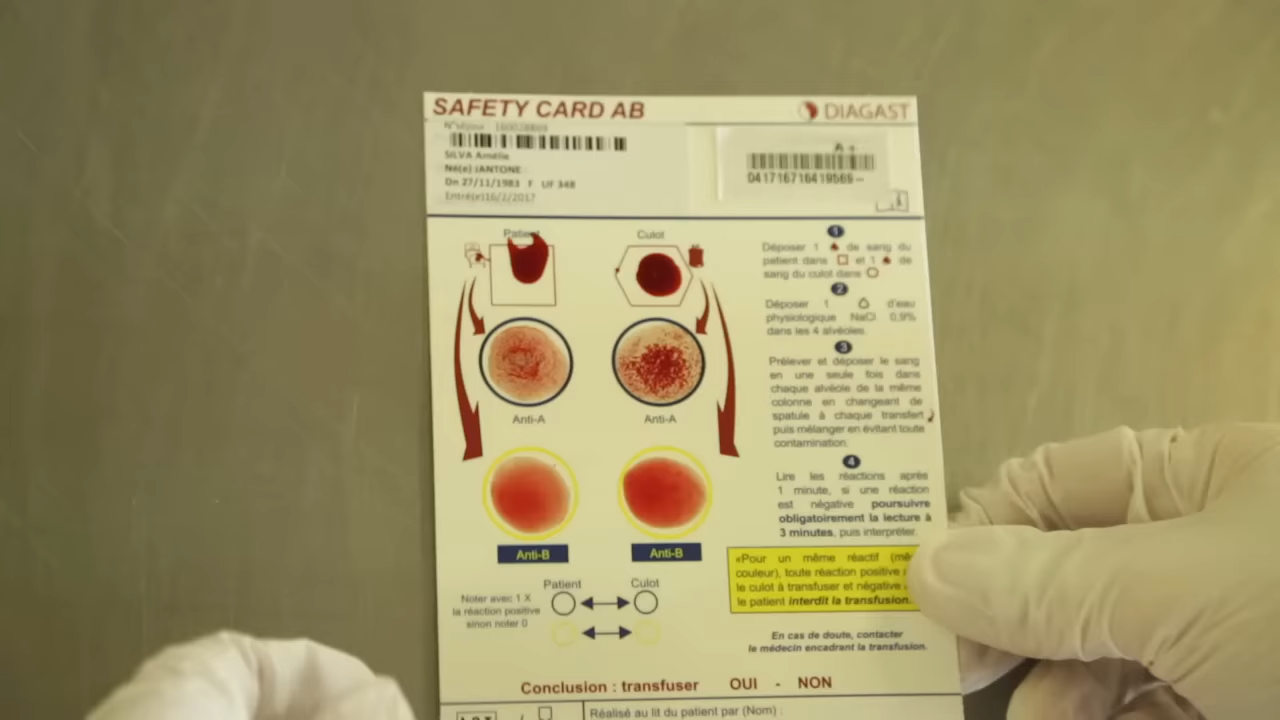 SAFETY CARD AB
DIAGAST
N°séjour : 160028869
SILVA Amélie
Né(e) :ANTONE
Dn 27/11/1983 F UF 348
Entré(e)16/2/2017
A +
Patient
Culot
1
Déposer 1 de sang du
patient dans et 1 de
sang du culot dans
2
Déposer 1 d'eau
physiologique NaCl 0,9%
dans les 4 alvéoles.
3
Prélever et déposer le sang
en une seule fois dans
chaque alvéole de la même
colonne en changeant de
spatule à chaque transfert
puis mélanger en évitant toute
contamination.
Anti-A
Anti-A
4
Lire les réactions après
1 minute, si une réaction
est négative poursuivre
obligatoirement la lecture à
3 minutes, puis interpréter.
Anti-B
Anti-B
«Pour un même réactif
couleur), toute réaction positive
le culot à transfuser et négative
le patient interdit la transfusion.
Patient
Culot
Noter avec 1 X
la réaction positive
sinon noter 0
En cas de doute, contacter
le médecin encadrant la transfusion.
Conclusion : transfuser OUI - NON
Réalisé au lit du patient par (Nom) :